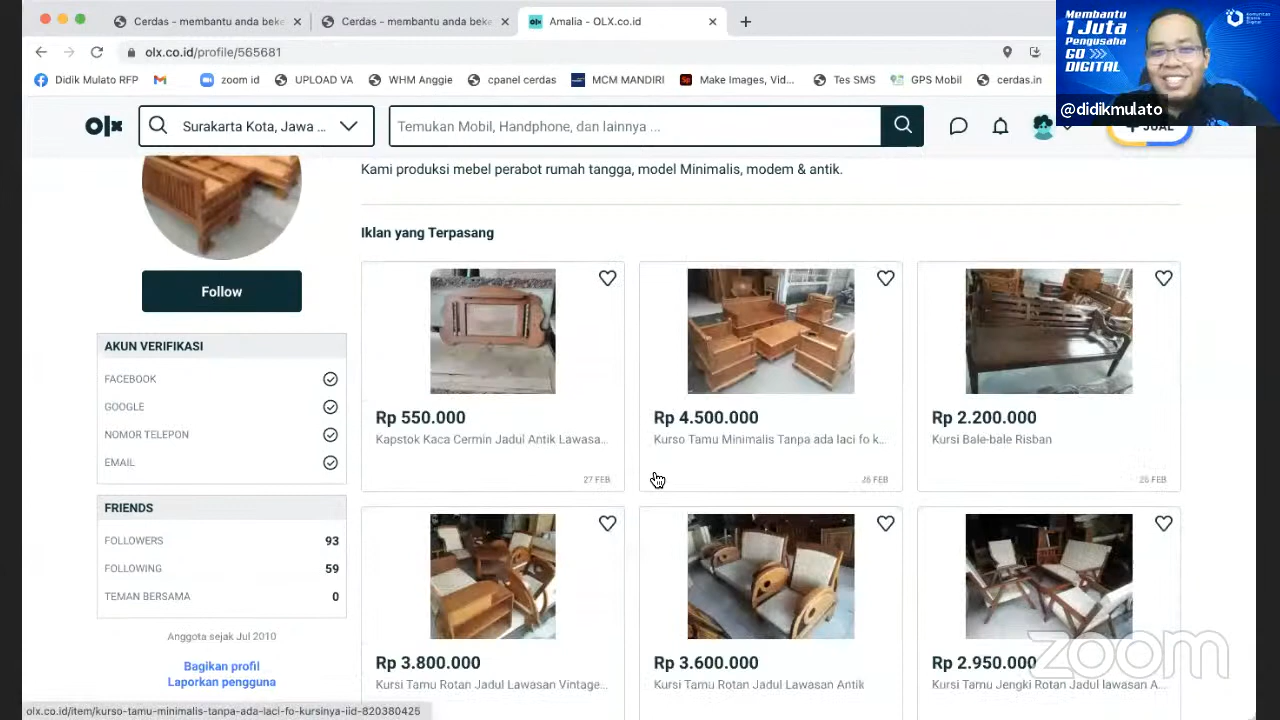 Cerdas - membantu anda beke
Cerdas - membantu anda beke
Amalia - OLX.co.id
olx.co.id/profile/565681
Didik Mulato RFP
zoom id
UPLOAD VA
WHM Anggie
cpanel cerdas
MCM MANDIRI
Make Images, Vid...
Tes SMS
GPS Mobil
cerdas.in
Membantu
1 Juta
Pengusaha
GO >>>
DIGITAL
@didikmulato
olx
Surakarta Kota, Jawa ...
Temukan Mobil, Handphone, dan lainnya ...
+ JUAL
Kami produksi mebel perabot rumah tangga, model Minimalis, modern & antik.
Iklan yang Terpasang
Follow
AKUN VERIFIKASI
FACEBOOK
GOOGLE
NOMOR TELEPON
EMAIL
FRIENDS
FOLLOWERS 93
FOLLOWING 59
TEMAN BERSAMA 0
Anggota sejak Jul 2010
Bagikan profil
Laporkan pengguna
Rp 550.000
Kapstok Kaca Cermin Jadul Antik Lawasa...
27 FEB
Rp 4.500.000
Kurso Tamu Minimalis Tanpa ada laci fo k...
26 FEB
Rp 2.200.000
Kursi Bale-bale Risban
26 FEB
Rp 3.800.000
Kursi Tamu Rotan Jadul Lawasan Vintage...
Rp 3.600.000
Kursi Tamu Rotan Jadul Lawasan Antik
Rp 2.950.000
Kursi Tamu Jengki Rotan Jadul lawasan A...
zoom
olx.co.id/item/kurso-tamu-minimalis-tanpa-ada-laci-fo-kursinya-iid-820380425